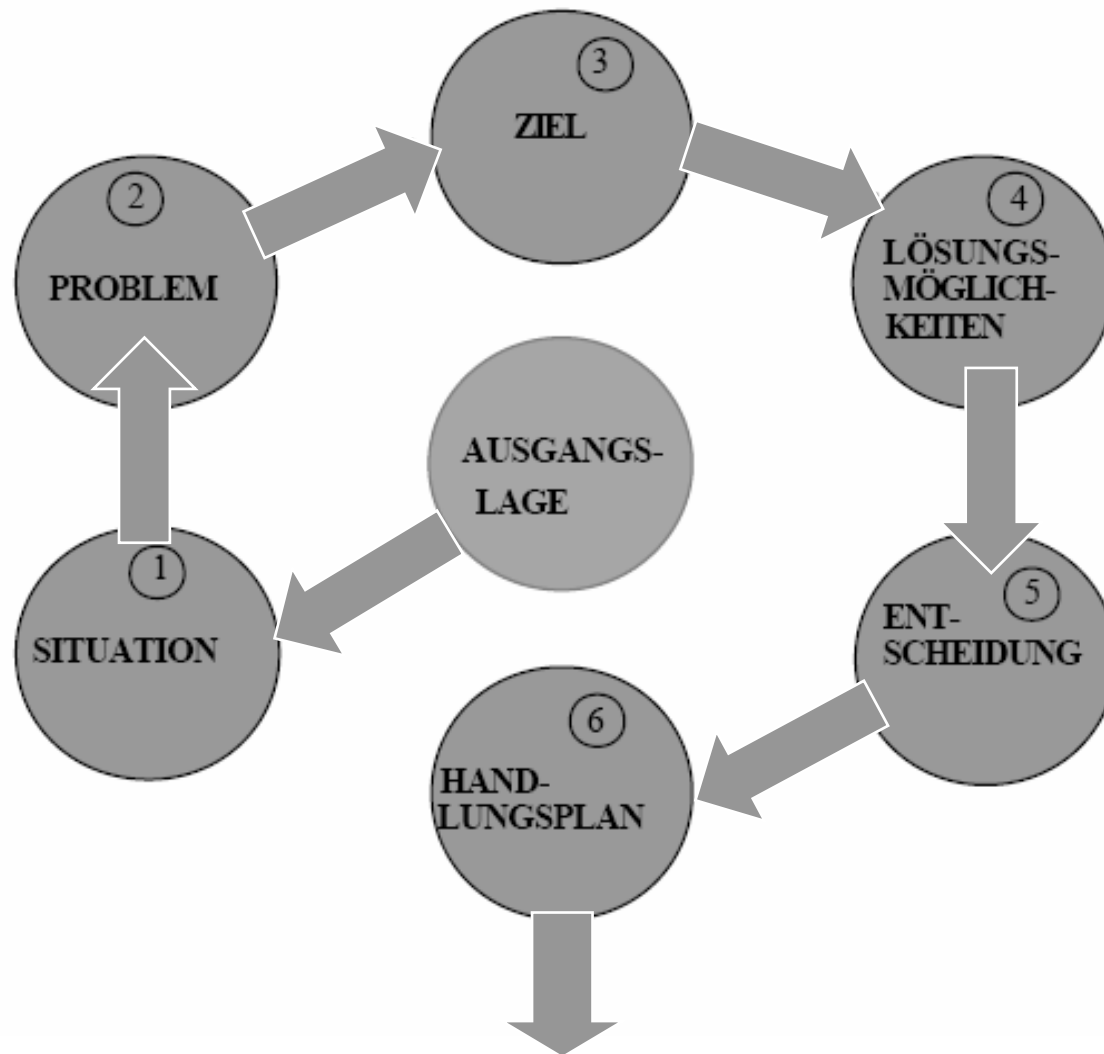 AUSGANGS-
LAGE
1
SITUATION
2
PROBLEM
3
ZIEL
4
LÖSUNGS-
MÖGLICH-
KEITEN
5
ENT-
SCHEIDUNG
6
HAND-
LUNGSPLAN